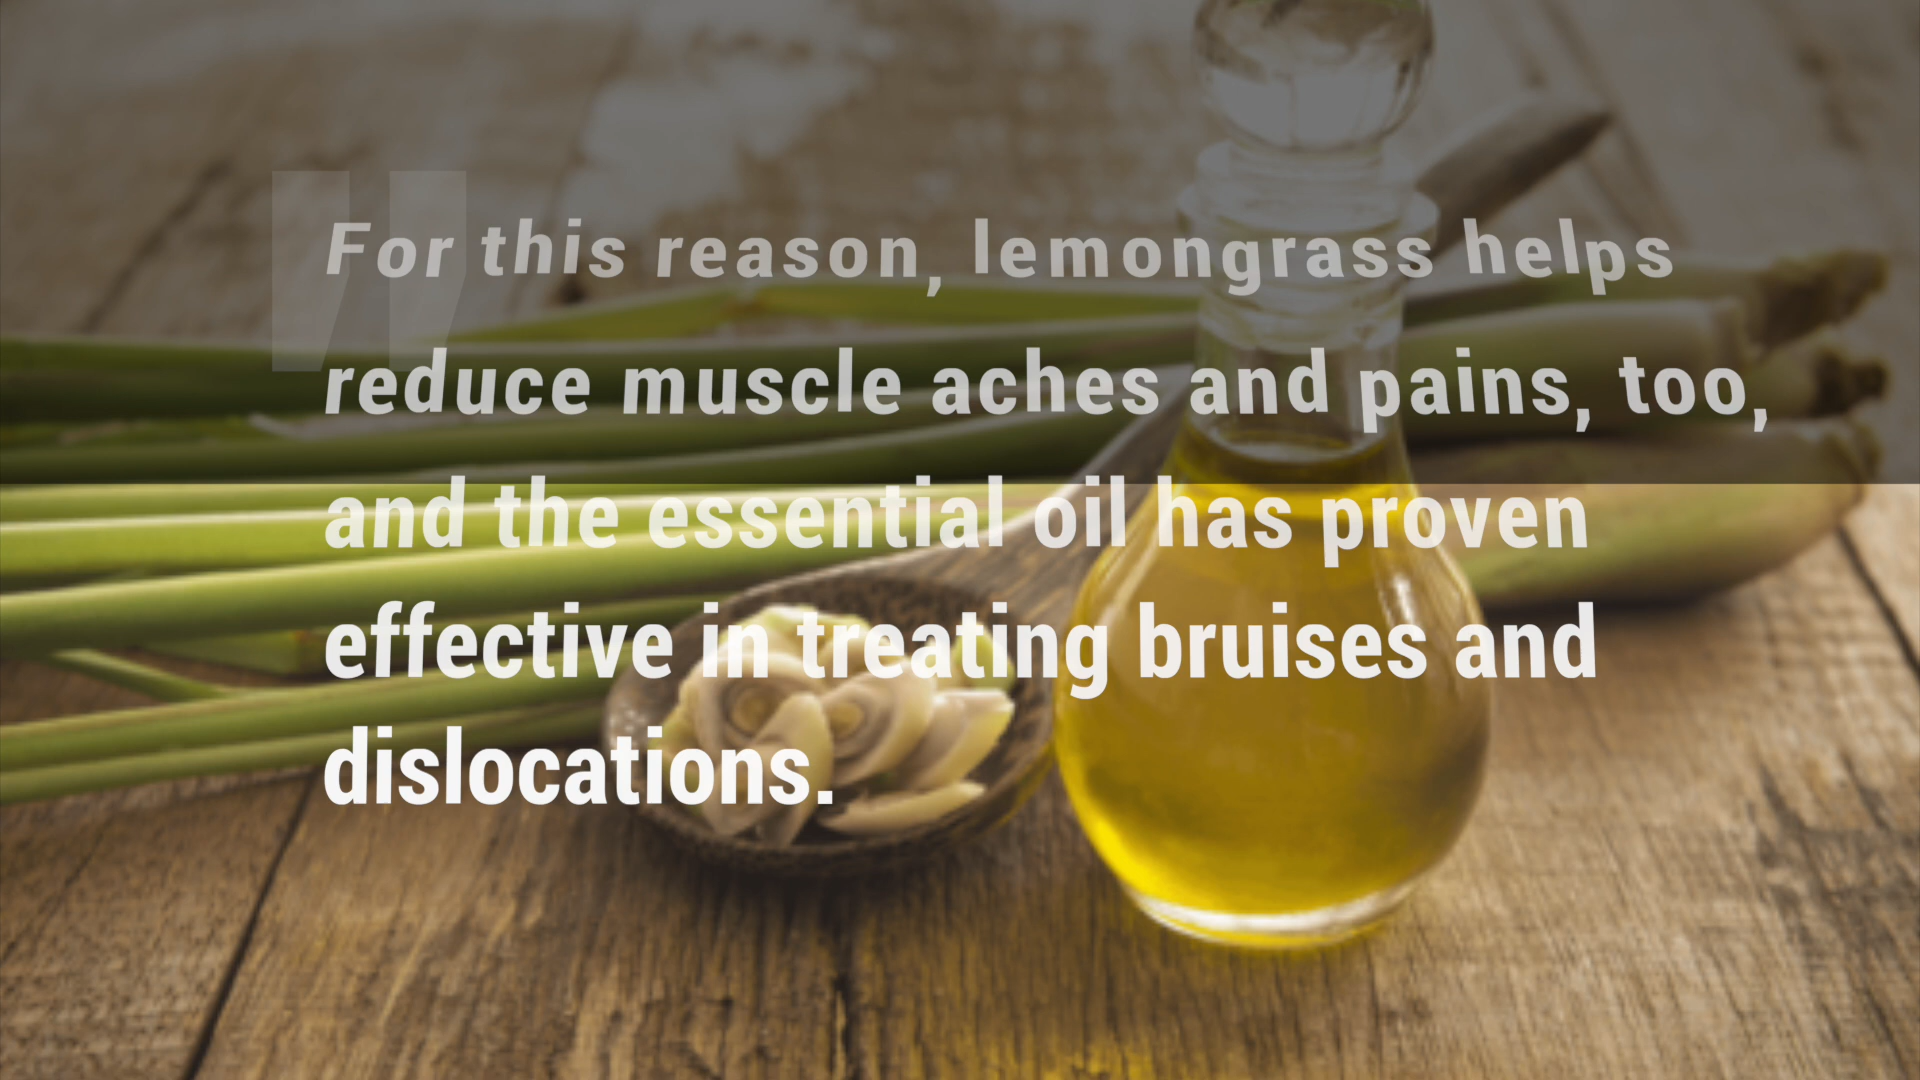 For this reason, lemongrass helps
reduce muscle aches and pains, too,
and the essential oil has proven
effective in treating bruises and
dislocations.